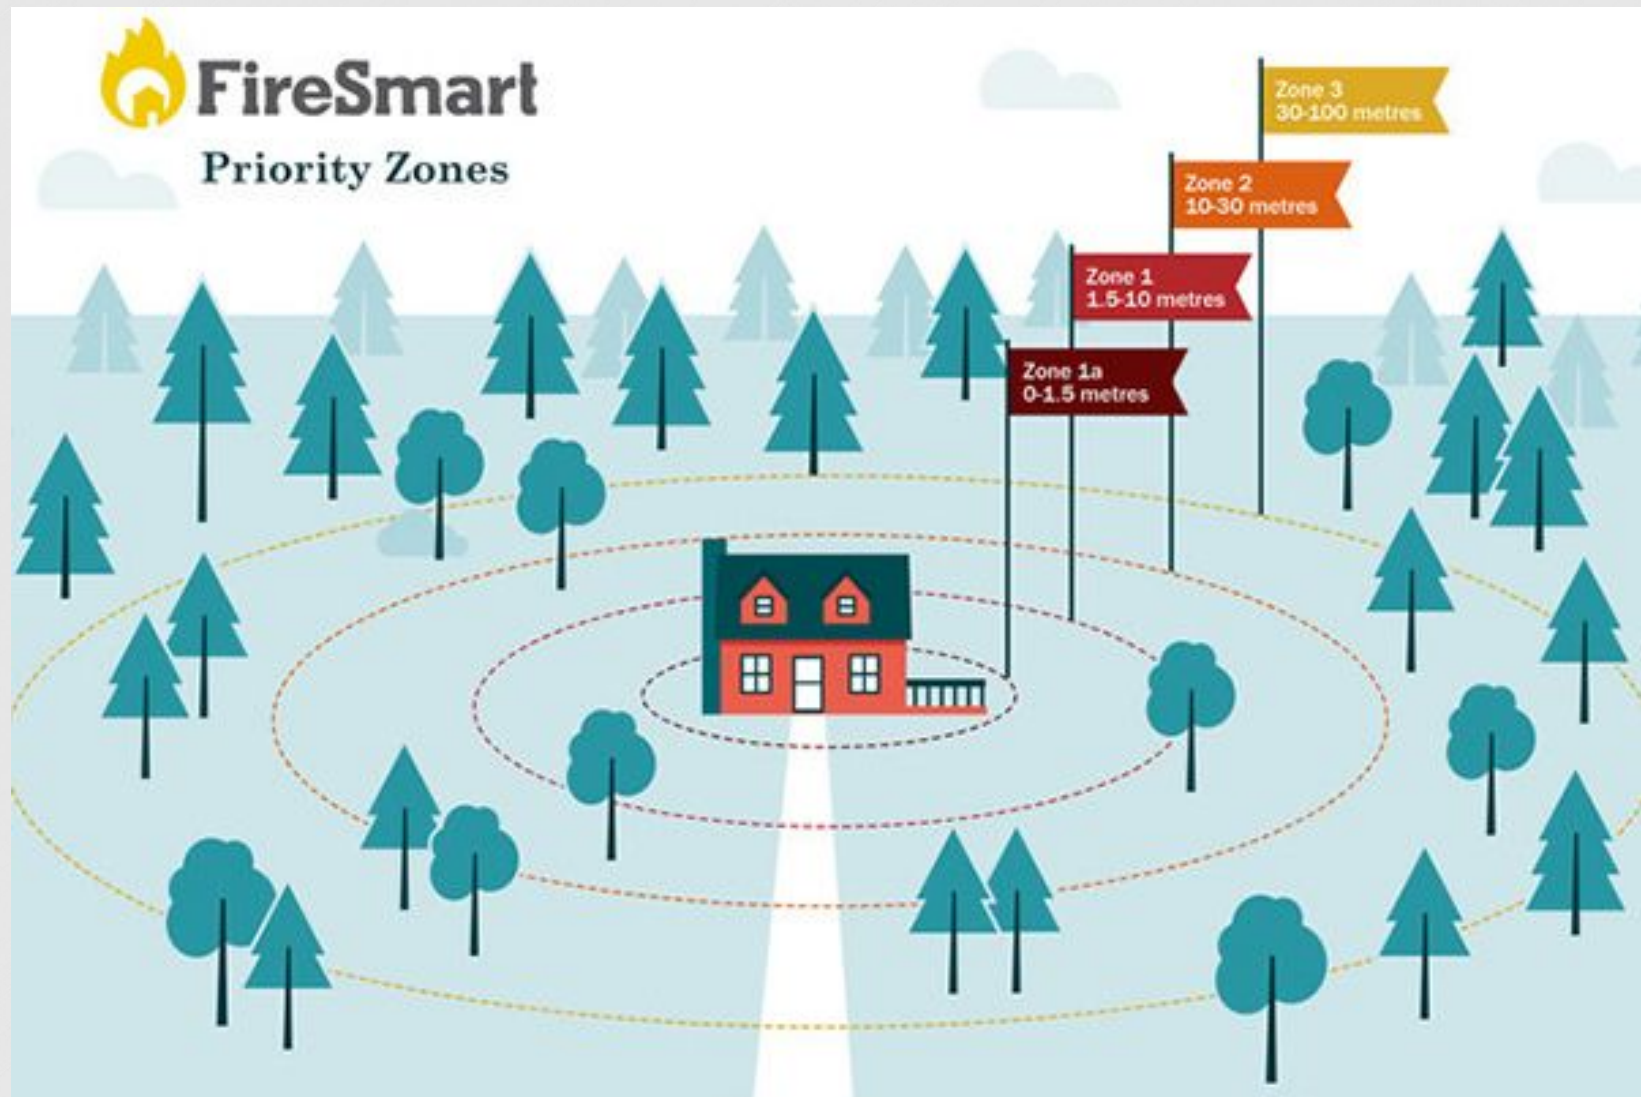 FireSmart
Priority Zones
Zone 3
30-100 metres
Zone 2
10-30 metres
Zone 1
1.5-10 metres
Zone 1a
0-1.5 metres